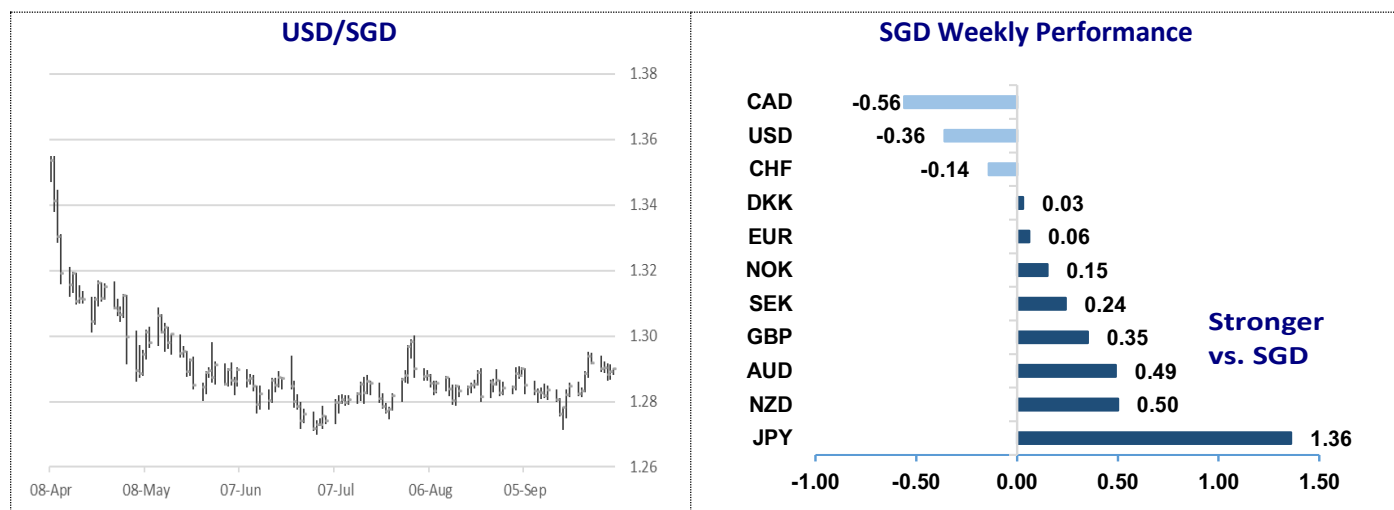 USD/SGD
1.38
1.36
1.34
1.32
1.30
1.28
1.26
08-Apr 08-May 07-Jun 07-Jul 06-Aug 05-Sep
SGD Weekly Performance
CAD -0.56
USD -0.36
CHF -0.14
DKK 0.03
EUR 0.06
NOK 0.15
SEK 0.24
GBP 0.35
AUD 0.49
NZD 0.50
JPY 1.36
Stronger
vs. SGD
-1.00 -0.50 0.00 0.50 1.00 1.50